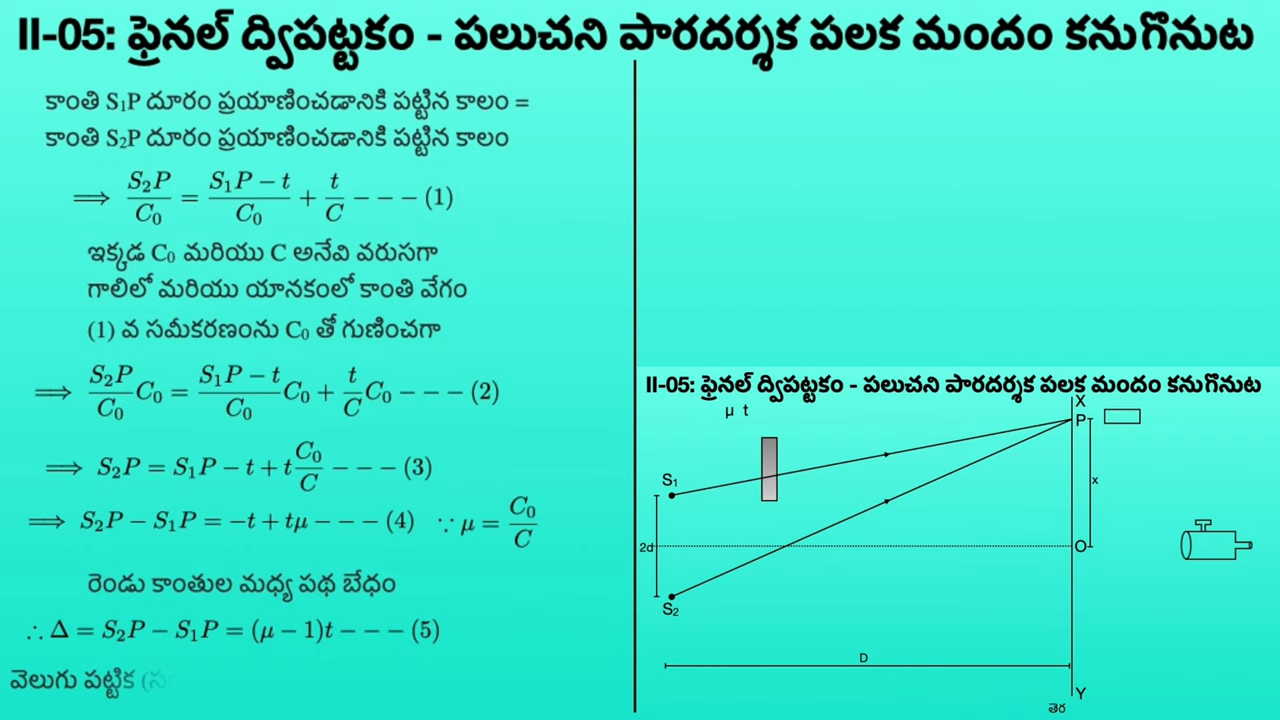 II-05: ఫ్రెనల్ ద్విపట్టకం - పలుచని పారదర్శక పలక మందం కనుగొనుట
కాంతి S₁P దూరం ప్రయాణించడానికి పట్టిన కాలం =
కాంతి S₂P దూరం ప్రయాణించడానికి పట్టిన కాలం
⟹ S₂P/C₀ = (S₁P − t)/C₀ + t/C − − − − (1)
ఇక్కడ C₀ మరియు C అనేవి వరుసగా
గాలిలో మరియు యానకంలో కాంతి వేగం
(1) వ సమీకరణంను C₀ తో గుణించగా
⟹ S₂P/C₀ C₀ = (S₁P − t)/C₀ C₀ + t/C C₀ − − − (2)
⟹ S₂P = S₁P − t + t C₀/C − − − (3)
⟹ S₂P − S₁P = −t + tμ − − − (4) ∵ μ = C₀/C
రెండు కాంతుల మధ్య పథ బేధం
∴ Δ = S₂P − S₁P = (μ − 1)t − − − (5)
వెలుగు పట్టిక
II-05: ఫ్రెనల్ ద్విపట్టకం - పలుచని పారదర్శక పలక మందం కనుగొనుట
μ t
X
P
S₁
x
2d
O
S₂
D
Y
తెర